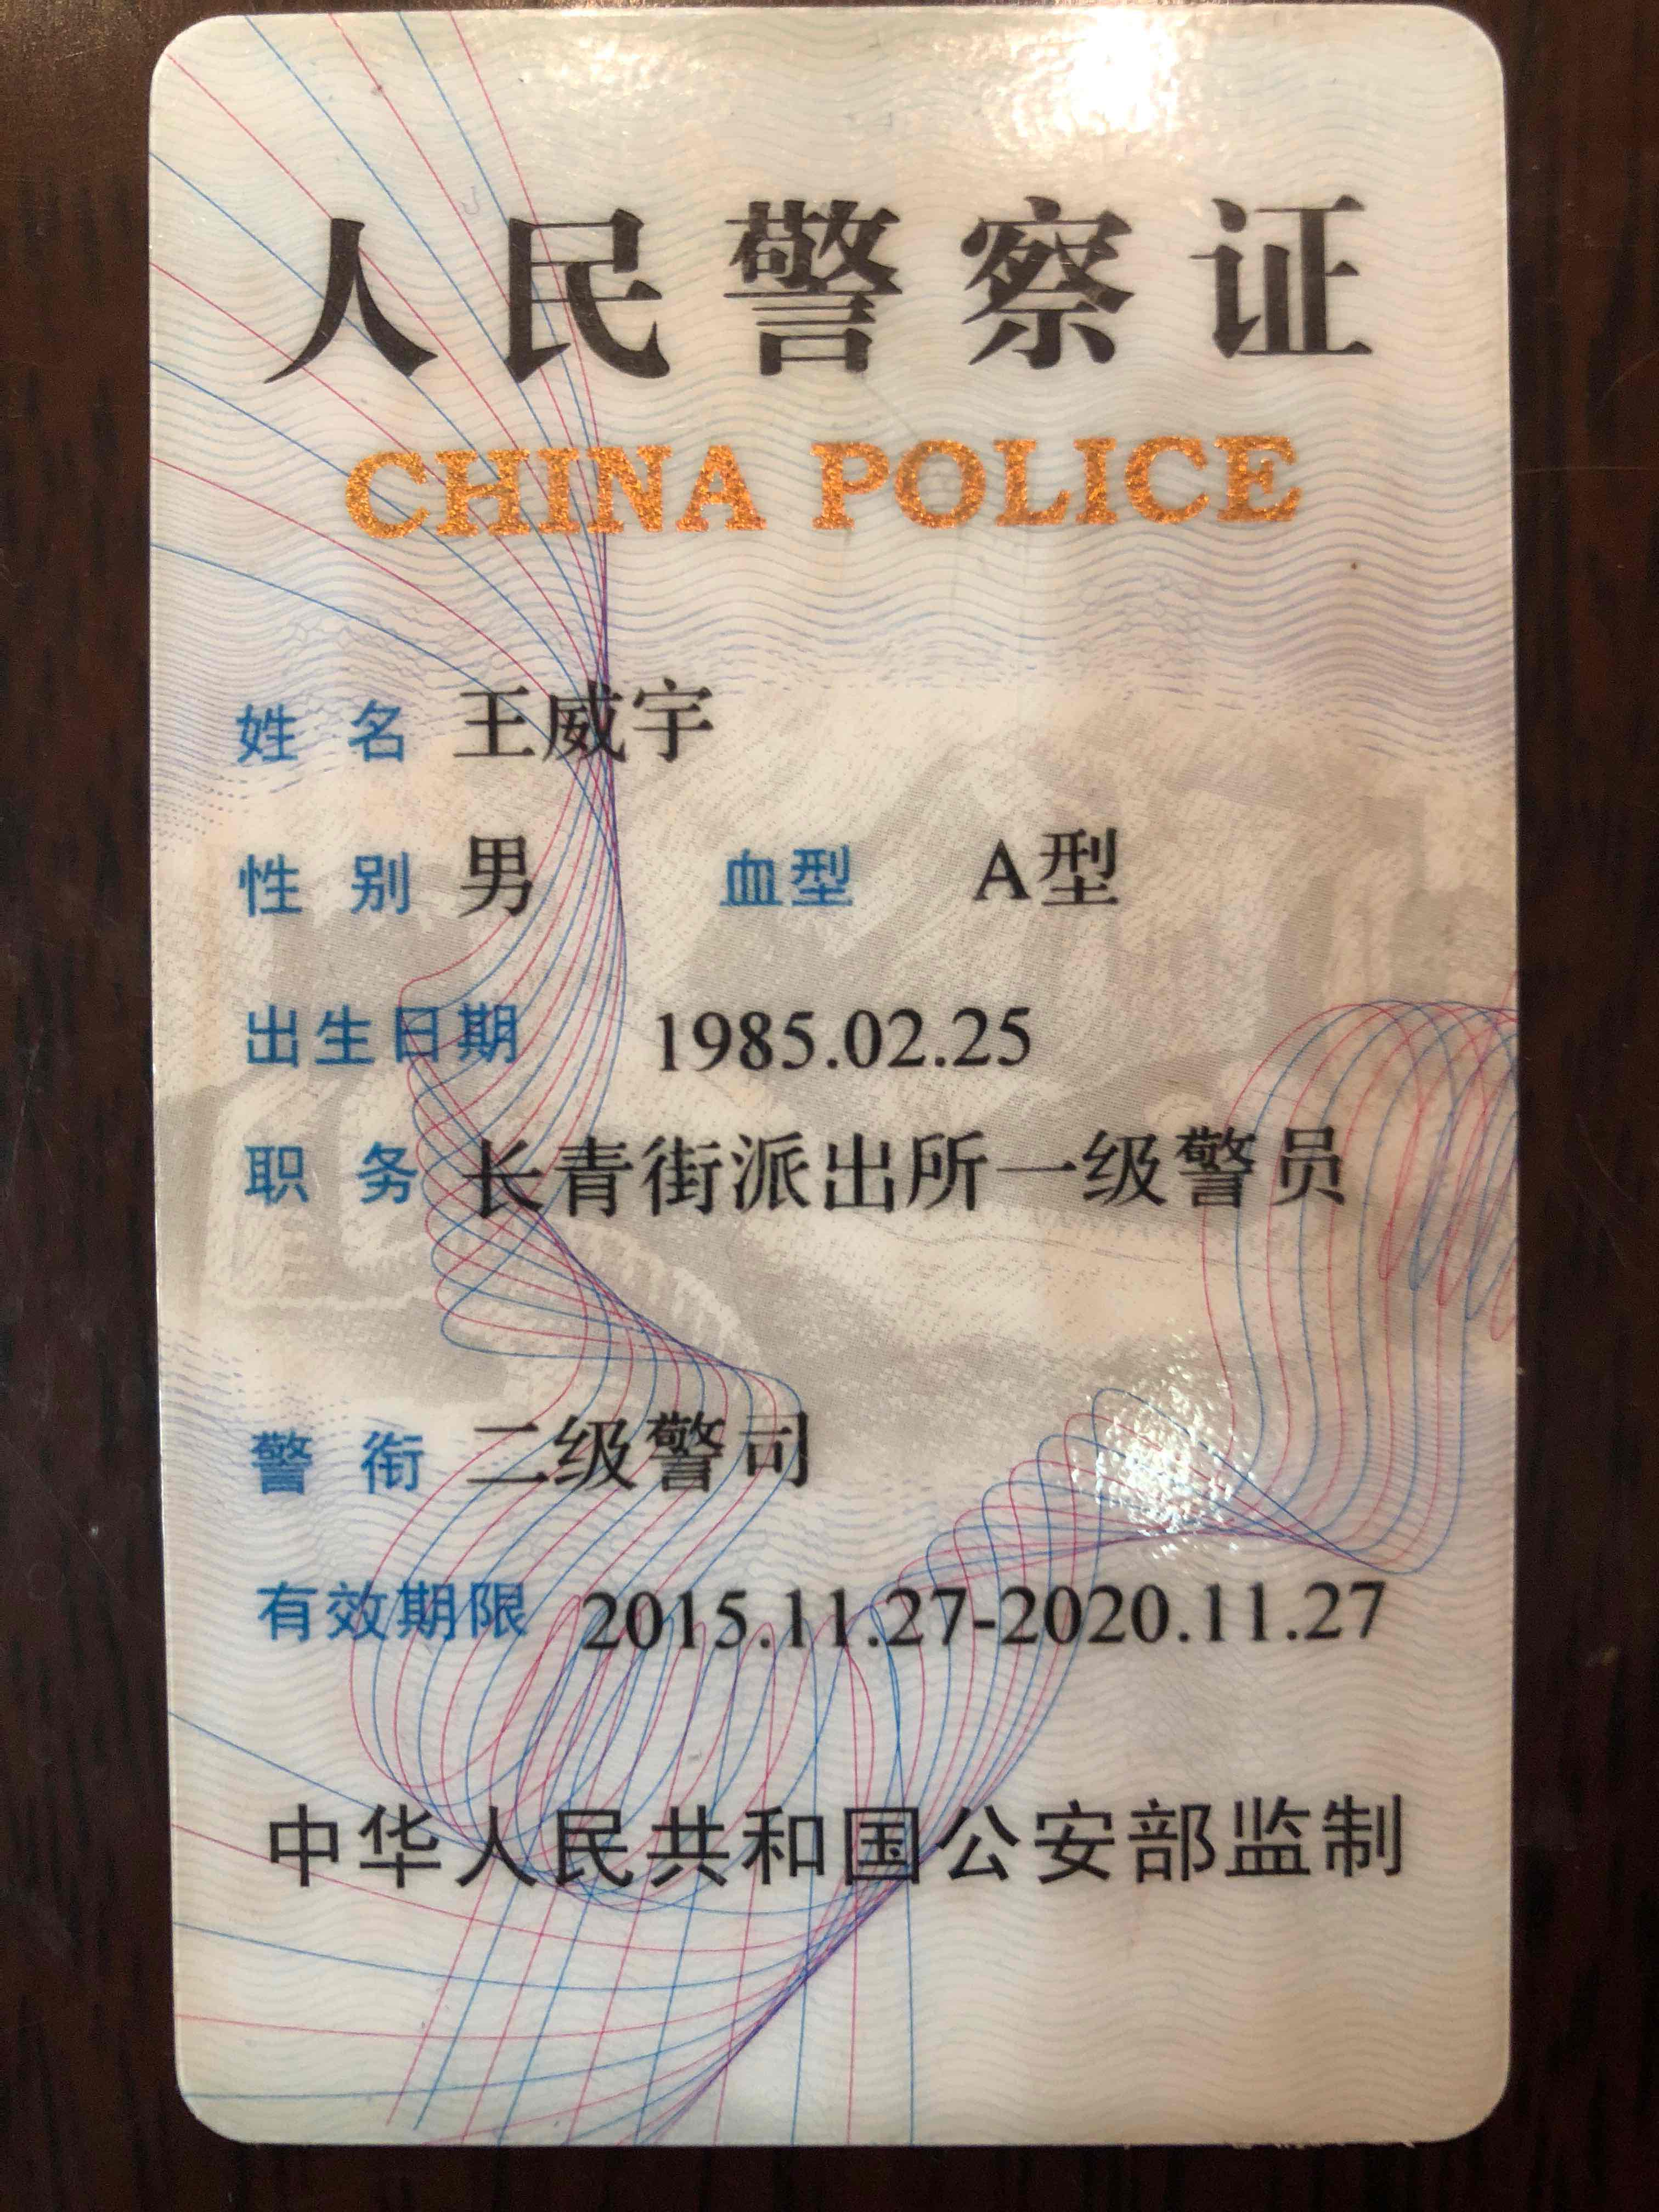 人民警察证
CHINA POLICE
姓 名 王威宇
性 别 男 血型 A型
出生日期 1985.02.25
职 务 长青街派出所一级警员
警 衔 二级警司
有效期限 2015.11.27-2020.11.27
中华人民共和国公安部监制